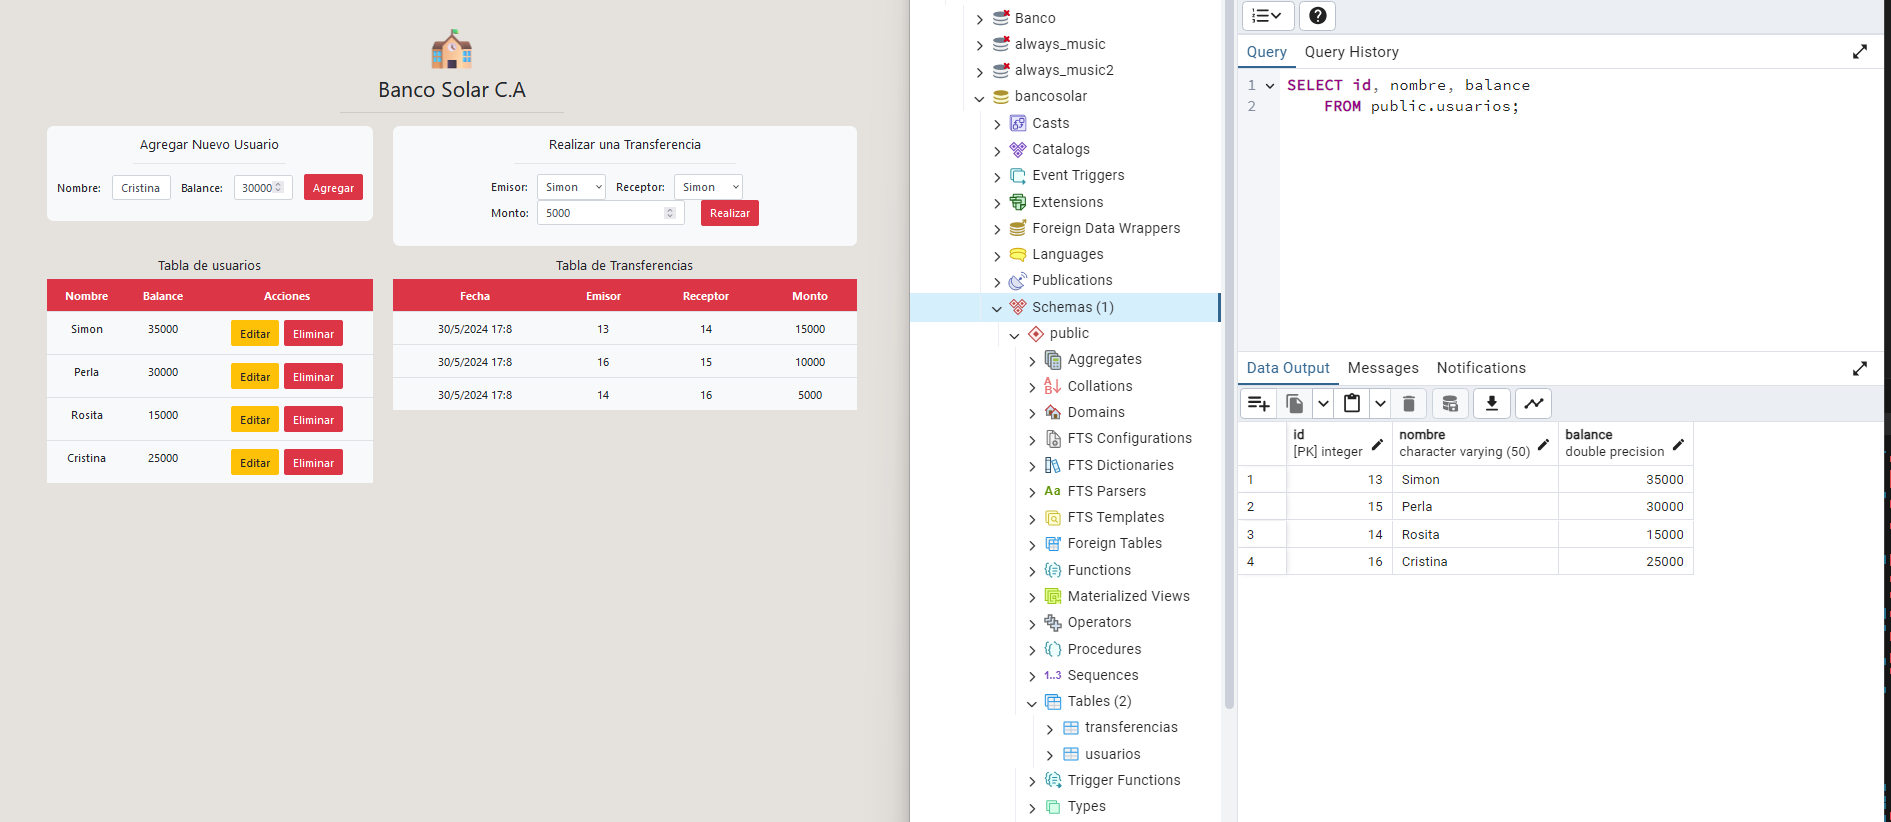 Banco Solar C.A
Agregar Nuevo Usuario
Nombre: Cristina Balance: 30000 Agregar
Realizar una Transferencia
Emisor: Simon Receptor: Simon
Monto: 5000 Realizar
Tabla de usuarios
Nombre Balance Acciones
Simon 35000 Editar Eliminar
Perla 30000 Editar Eliminar
Rosita 15000 Editar Eliminar
Cristina 25000 Editar Eliminar
Tabla de Transferencias
Fecha Emisor Receptor Monto
30/5/2024 17:8 13 14 15000
30/5/2024 17:8 16 15 10000
30/5/2024 17:8 14 16 5000
Banco
always_music
always_music2
bancosolar
Casts
Catalogs
Event Triggers
Extensions
Foreign Data Wrappers
Languages
Publications
Schemas (1)
public
Aggregates
Collations
Domains
FTS Configurations
FTS Dictionaries
Aa FTS Parsers
FTS Templates
Foreign Tables
Functions
Materialized Views
Operators
Procedures
1..3 Sequences
Tables (2)
transferencias
usuarios
Trigger Functions
Types
Query Query History
1 SELECT id, nombre, balance
2 FROM public.usuarios;
Data Output Messages Notifications
id nombre balance
[PK] integer character varying (50) double precision
1 13 Simon 35000
2 15 Perla 30000
3 14 Rosita 15000
4 16 Cristina 25000